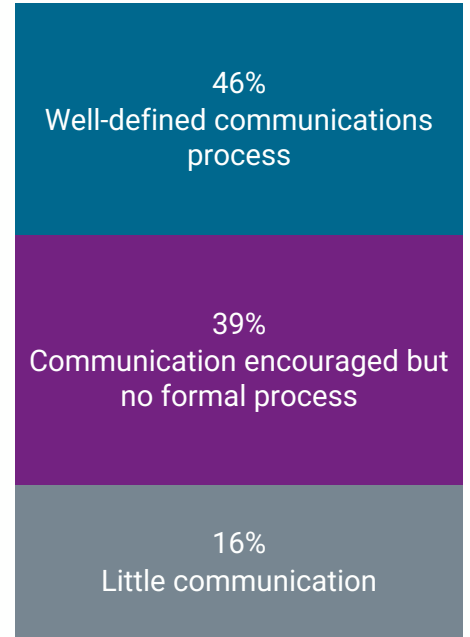 46%
Well-defined communications
process
39%
Communication encouraged but
no formal process
16%
Little communication